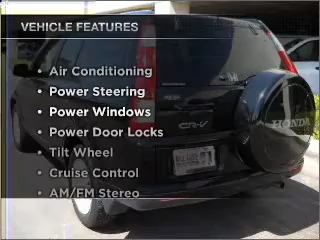 VEHICLE FEATURES
• Air Conditioning
• Power Steering
• Power Windows
• Power Door Locks
• Tilt Wheel
• Cruise Control
• AM/FM Stereo
CR-V
HONDA